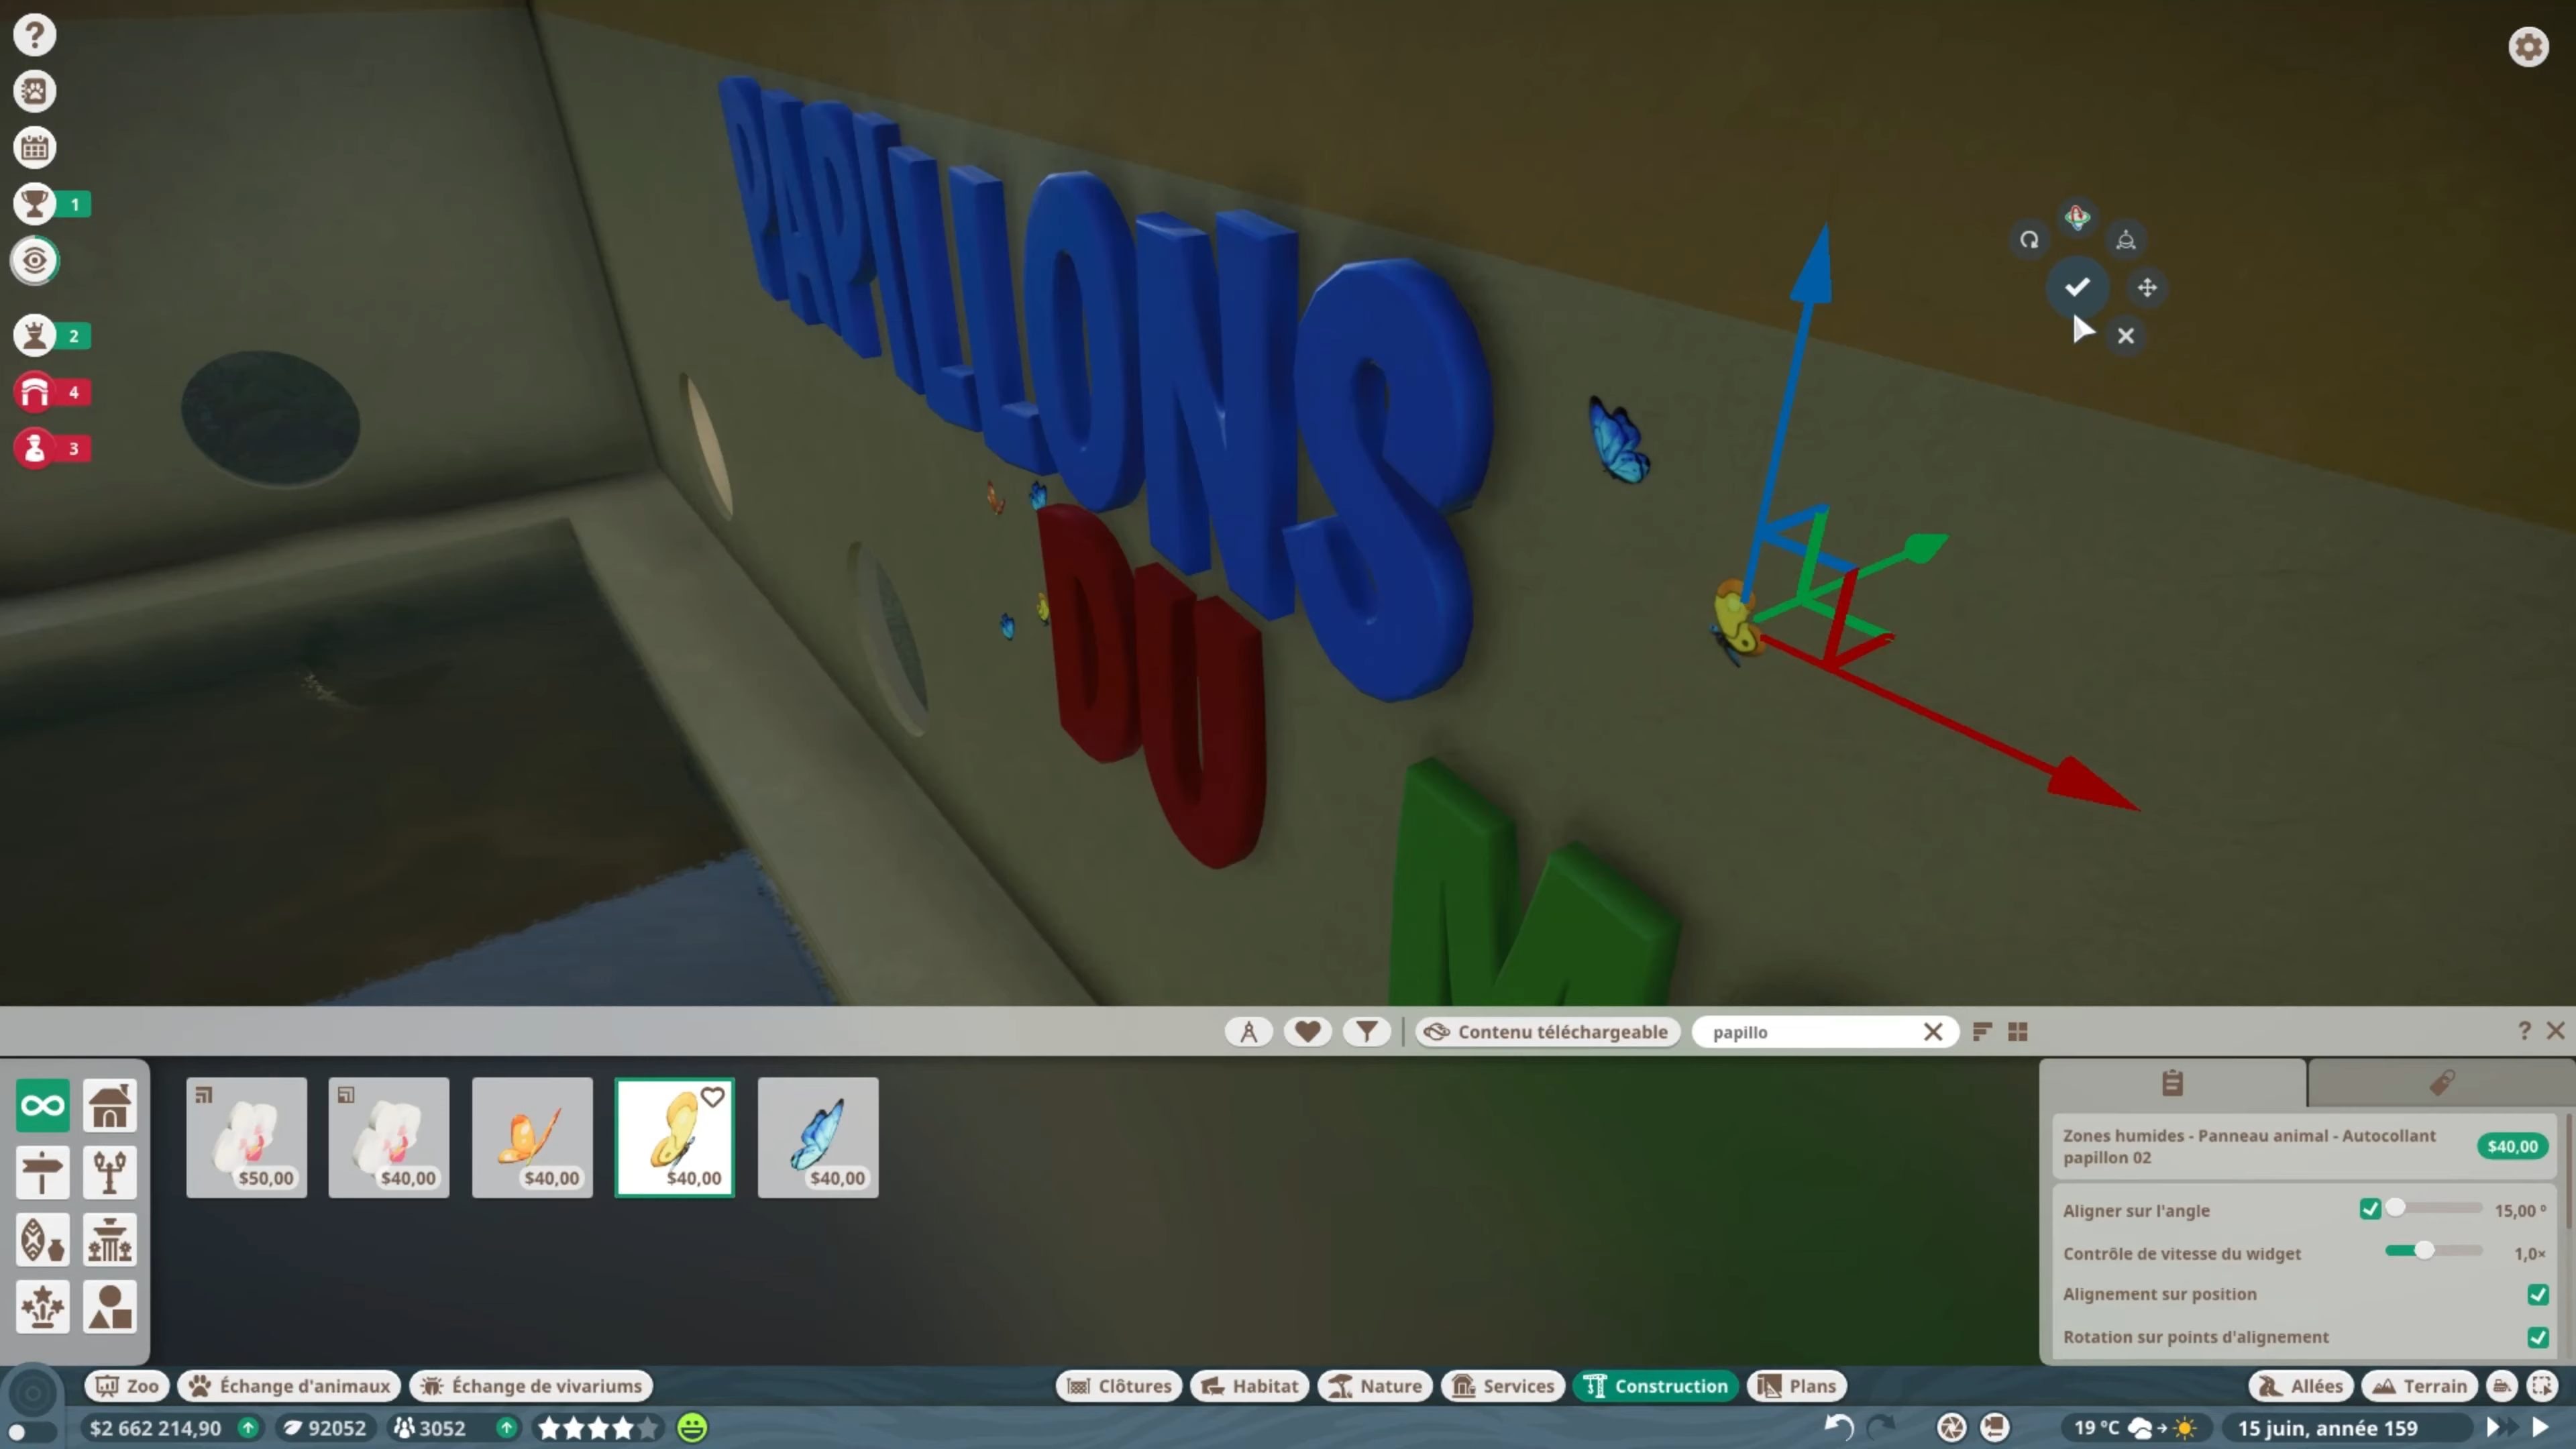 PAPILLONS
DU
M
1
2
4
3
Contenu téléchargeable
papillo
?
$50,00
$40,00
$40,00
$40,00
$40,00
Zones humides - Panneau animal - Autocollant
papillon 02
$40,00
Aligner sur l'angle
15,00 °
Contrôle de vitesse du widget
1,0×
Alignement sur position
Rotation sur points d'alignement
Zoo
Échange d'animaux
Échange de vivariums
Clôtures
Habitat
Nature
Services
Construction
Plans
Allées
Terrain
$2 662 214,90
92052
3052
19 °C
15 juin, année 159